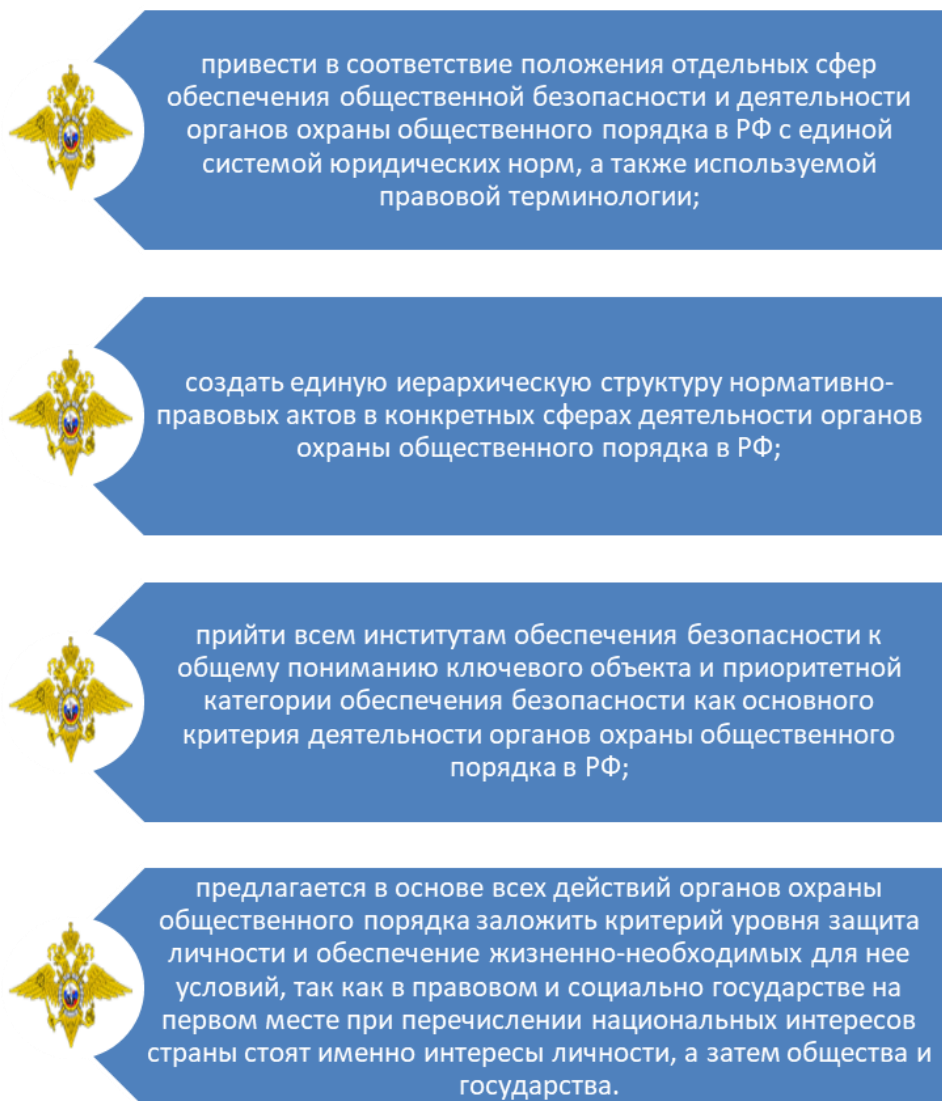 привести в соответствие положения отдельных сфер
обеспечения общественной безопасности и деятельности
органов охраны общественного порядка в РФ с единой
системой юридических норм, а также используемой
правовой терминологии;
создать единую иерархическую структуру нормативно-
правовых актов в конкретных сферах деятельности органов
охраны общественного порядка в РФ;
прийти всем институтам обеспечения безопасности к
общему пониманию ключевого объекта и приоритетной
категории обеспечения безопасности как основного
критерия деятельности органов охраны общественного
порядка в РФ;
предлагается в основе всех действий органов охраны
общественного порядка заложить критерий уровня защита
личности и обеспечение жизненно-необходимых для нее
условий, так как в правовом и социально государстве на
первом месте при перечислении национальных интересов
страны стоят именно интересы личности, а затем общества и
государства.